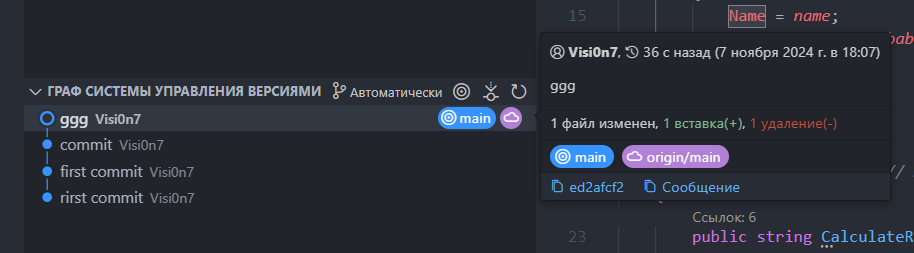 15 Name = name;
bab
Visi0n7, 36 с назад (7 ноября 2024 г. в 18:07)
ggg
1 файл изменен, 1 вставка(+), 1 удаление(-)
main origin/main
ed2afcf2 Сообщение
ГРАФ СИСТЕМЫ УПРАВЛЕНИЯ ВЕРСИЯМИ Автоматически
ggg Visi0n7 main
commit Visi0n7
first commit Visi0n7
rirst commit Visi0n7
//
Ссылок: 6
23 public string CalculateR